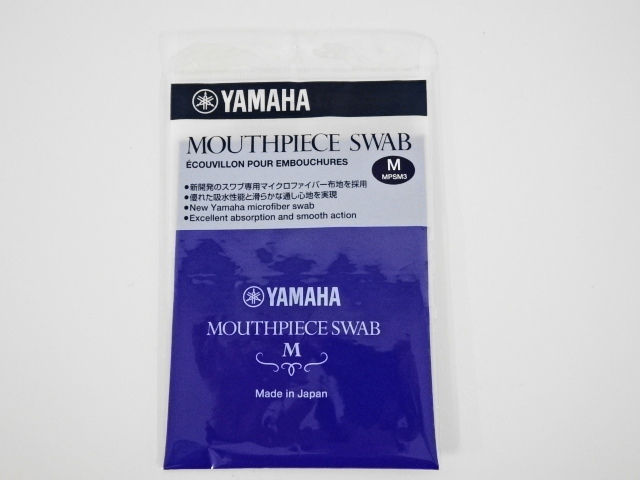 YAMAHA
MOUTHPIECE SWAB
ÉCOUVILLON POUR EMBOUCHURES
M
MPSM3
●新開発のスワブ専用マイクロファイバー布地を採用
●優れた吸水性能と滑らかな通し心地を実現
●New Yamaha microfiber swab
●Excellent absorption and smooth action
YAMAHA
MOUTHPIECE SWAB
M
Made in Japan